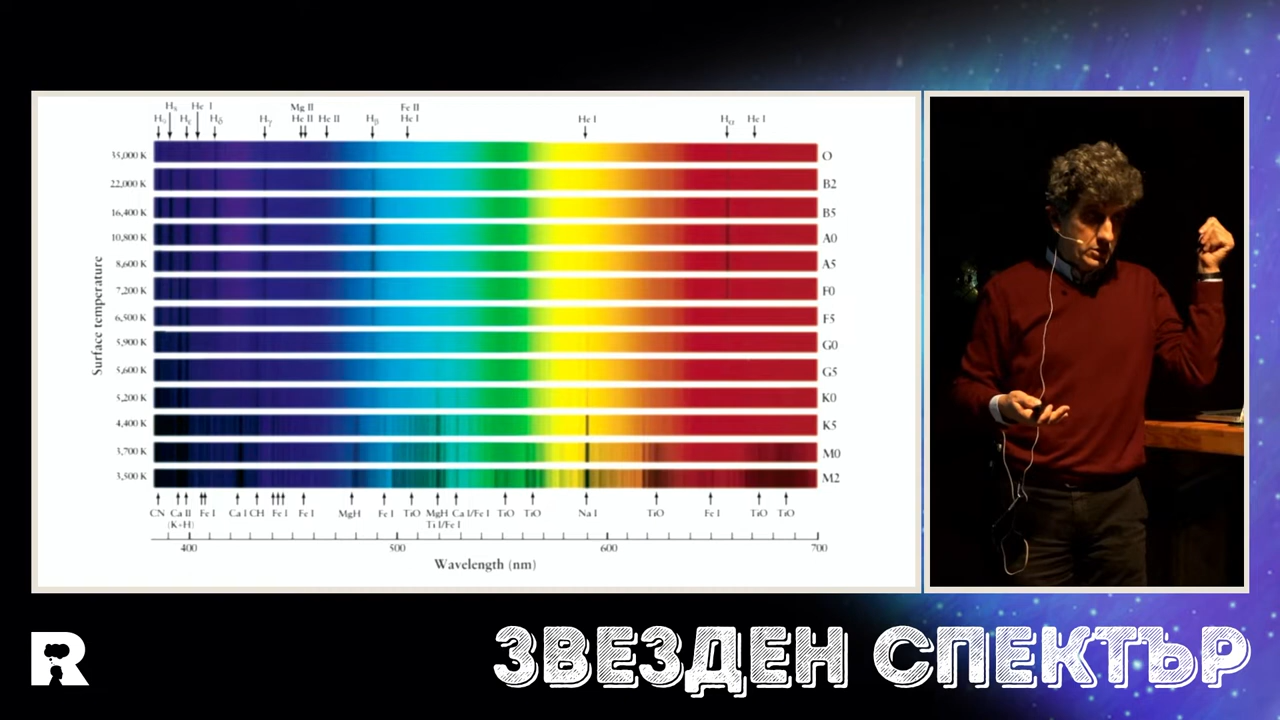 Hδ He I
Mg II
Fe II
Hε Hδ Hγ He II He II Hβ He I He I Hα He I
35,000 K O
22,000 K B2
16,400 K B5
10,800 K A0
8,600 K A5
7,200 K F0
6,500 K F5
5,900 K G0
5,600 K G5
5,200 K K0
4,400 K K5
3,700 K M0
3,500 K M2
Surface temperature
CN Ca II Fe I Ca I CH Fe I Fe I MgH Fe I TiO MgH Ca I/Fe I TiO TiO Na I TiO Fe I TiO TiO
(K+H) Ti I/Fe I
400 500 600 700
Wavelength (nm)
R
ЗВЕЗДЕН СПЕКТЪР